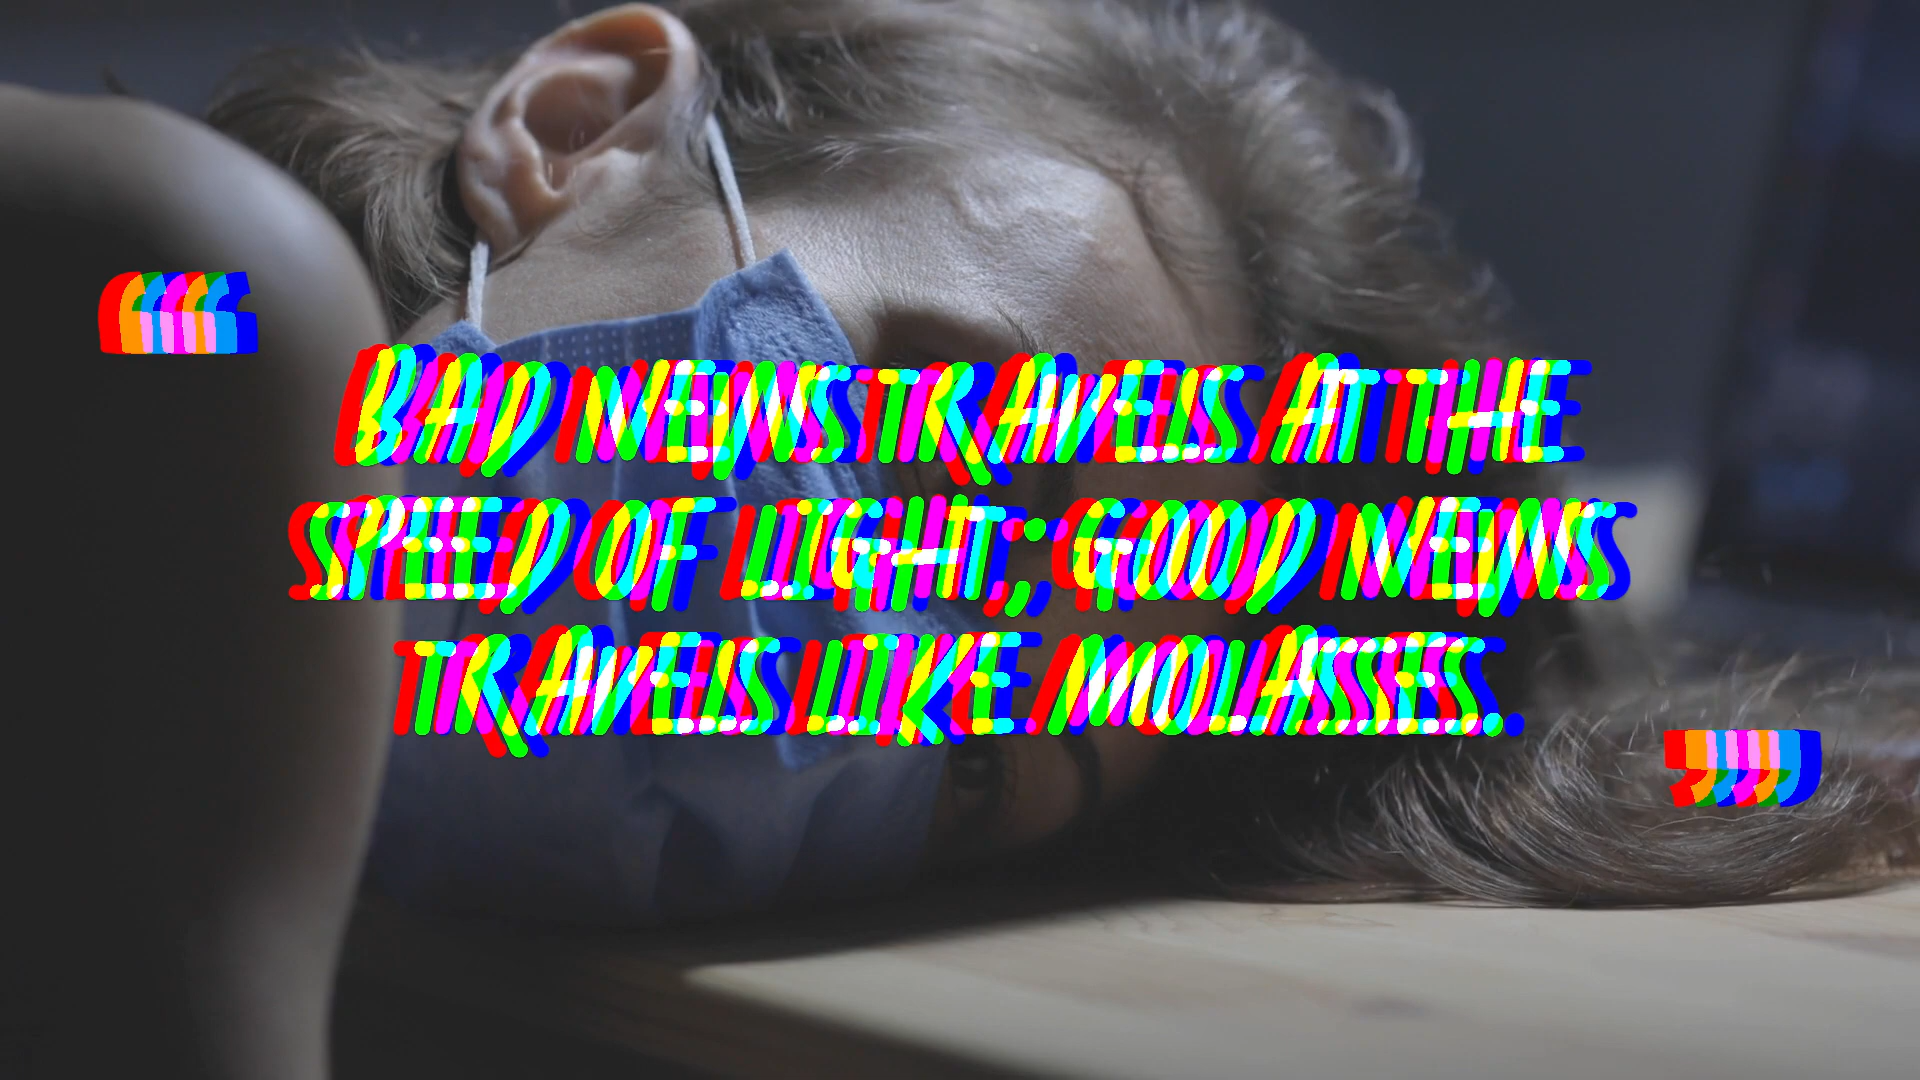 “BAD NEWS TRAVELS AT THE
SPEED OF LIGHT; GOOD NEWS
TRAVELS LIKE MOLASSES.”